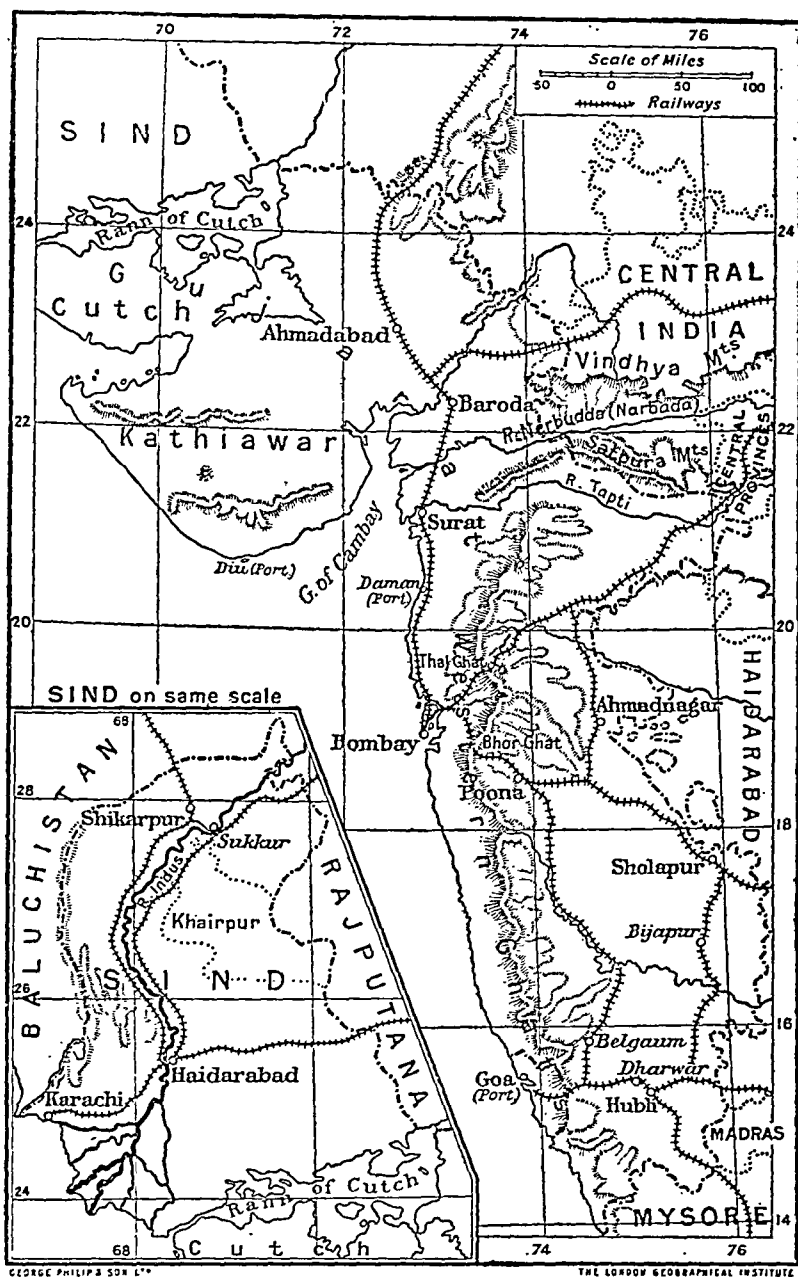 70
72
74
76
Scale of Miles
50 0 50 100
Railways
SIND
24
24
Rann of Cutch
CENTRAL
INDIA
Gujarat
Cutch
Ahmadabad
Vindhya Mts
Baroda
R. Nerbudda (Narbada)
22
22
Kathiawar
Satpura Mts
CENTRAL
PROVINCES
R. Tapti
Surat
G. of Cambay
Diu (Port)
Daman
(Port)
20
20
Thal Ghat
HAIDARABAD
Ahmadnagar
Bombay
Bhor Ghat
Poona
18
Western Ghats
Sholapur
Bijapur
16
Belgaum
Dharwar
Goa
(Port)
Hubli
MADRAS
MYSORE
14
74
76
SIND on same scale
68
BALUCHISTAN
28
Shikarpur
Sukkur
R. Indus
RAJPUTANA
Khairpur
SIND
26
Haidarabad
Karachi
24
Rann of Cutch
68
Cutch
GEORGE PHILIP & SON LTD
THE LONDON GEOGRAPHICAL INSTITUTE